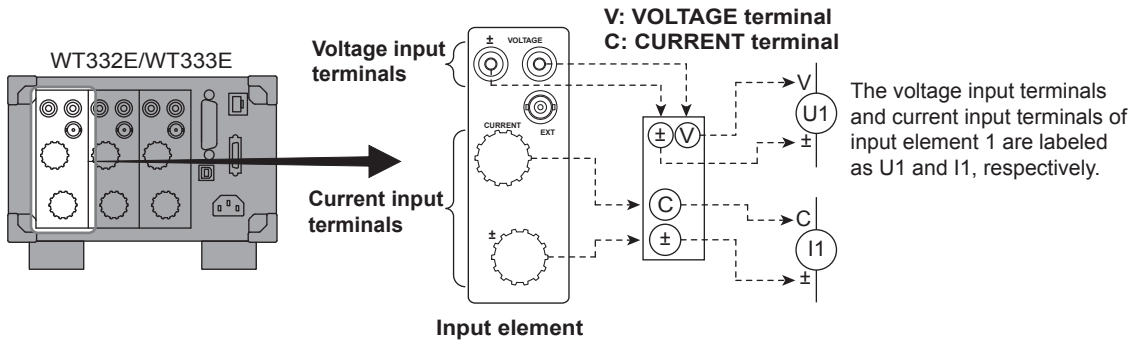 V: VOLTAGE terminal
C: CURRENT terminal
WT332E/WT333E
Voltage input
terminals
± VOLTAGE
EXT
CURRENT
±
Current input
terminals
Input element
± V
C
±
V
U1
±
C
I1
±
The voltage input terminals
and current input terminals of
input element 1 are labeled
as U1 and I1, respectively.